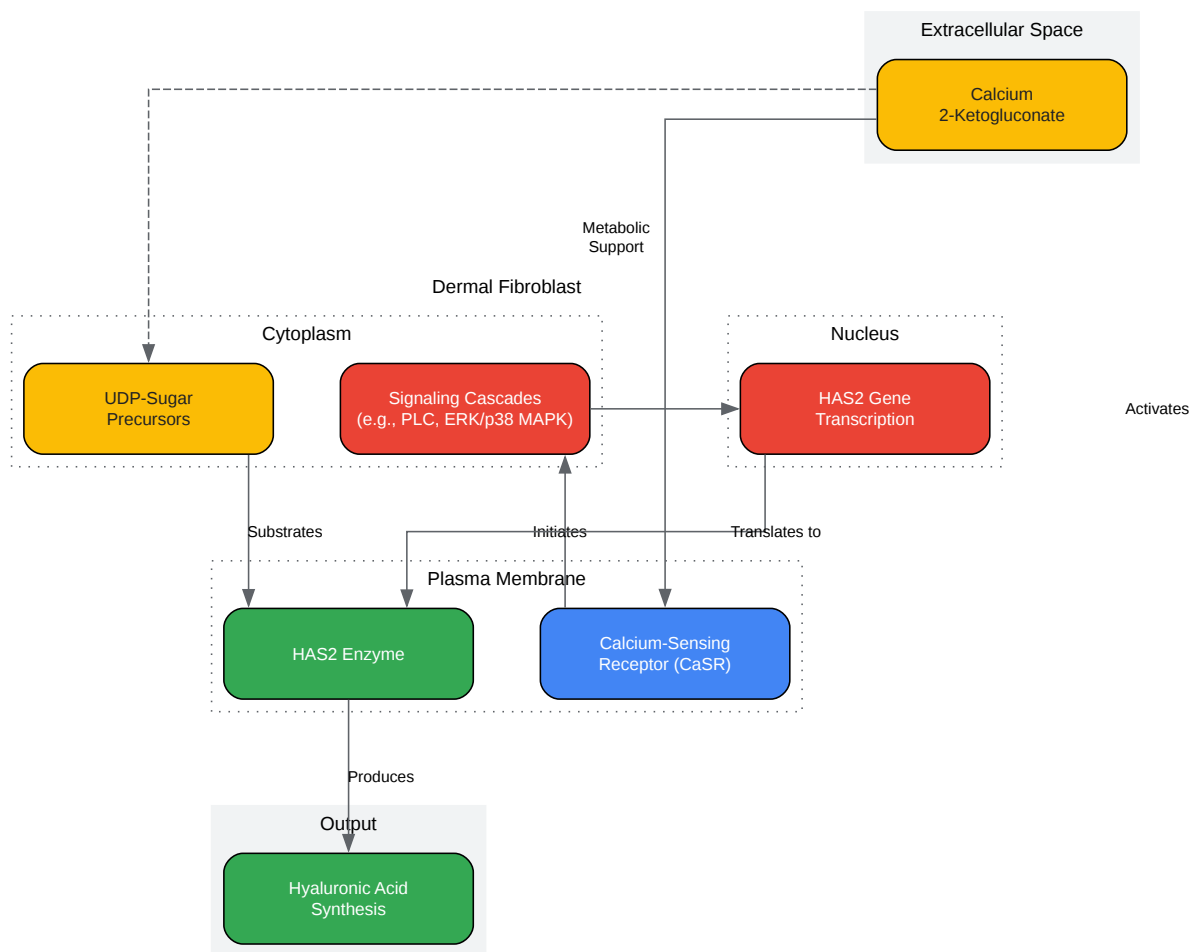 Extracellular Space
Calcium
2-Ketogluconate
Metabolic
Support
Dermal Fibroblast
Cytoplasm
Nucleus
UDP-Sugar
Precursors
Signaling Cascades
(e.g., PLC, ERK/p38 MAPK)
HAS2 Gene
Transcription
Activates
Substrates
Initiates
Translates to
Plasma Membrane
HAS2 Enzyme
Calcium-Sensing
Receptor (CaSR)
Produces
Output
Hyaluronic Acid
Synthesis